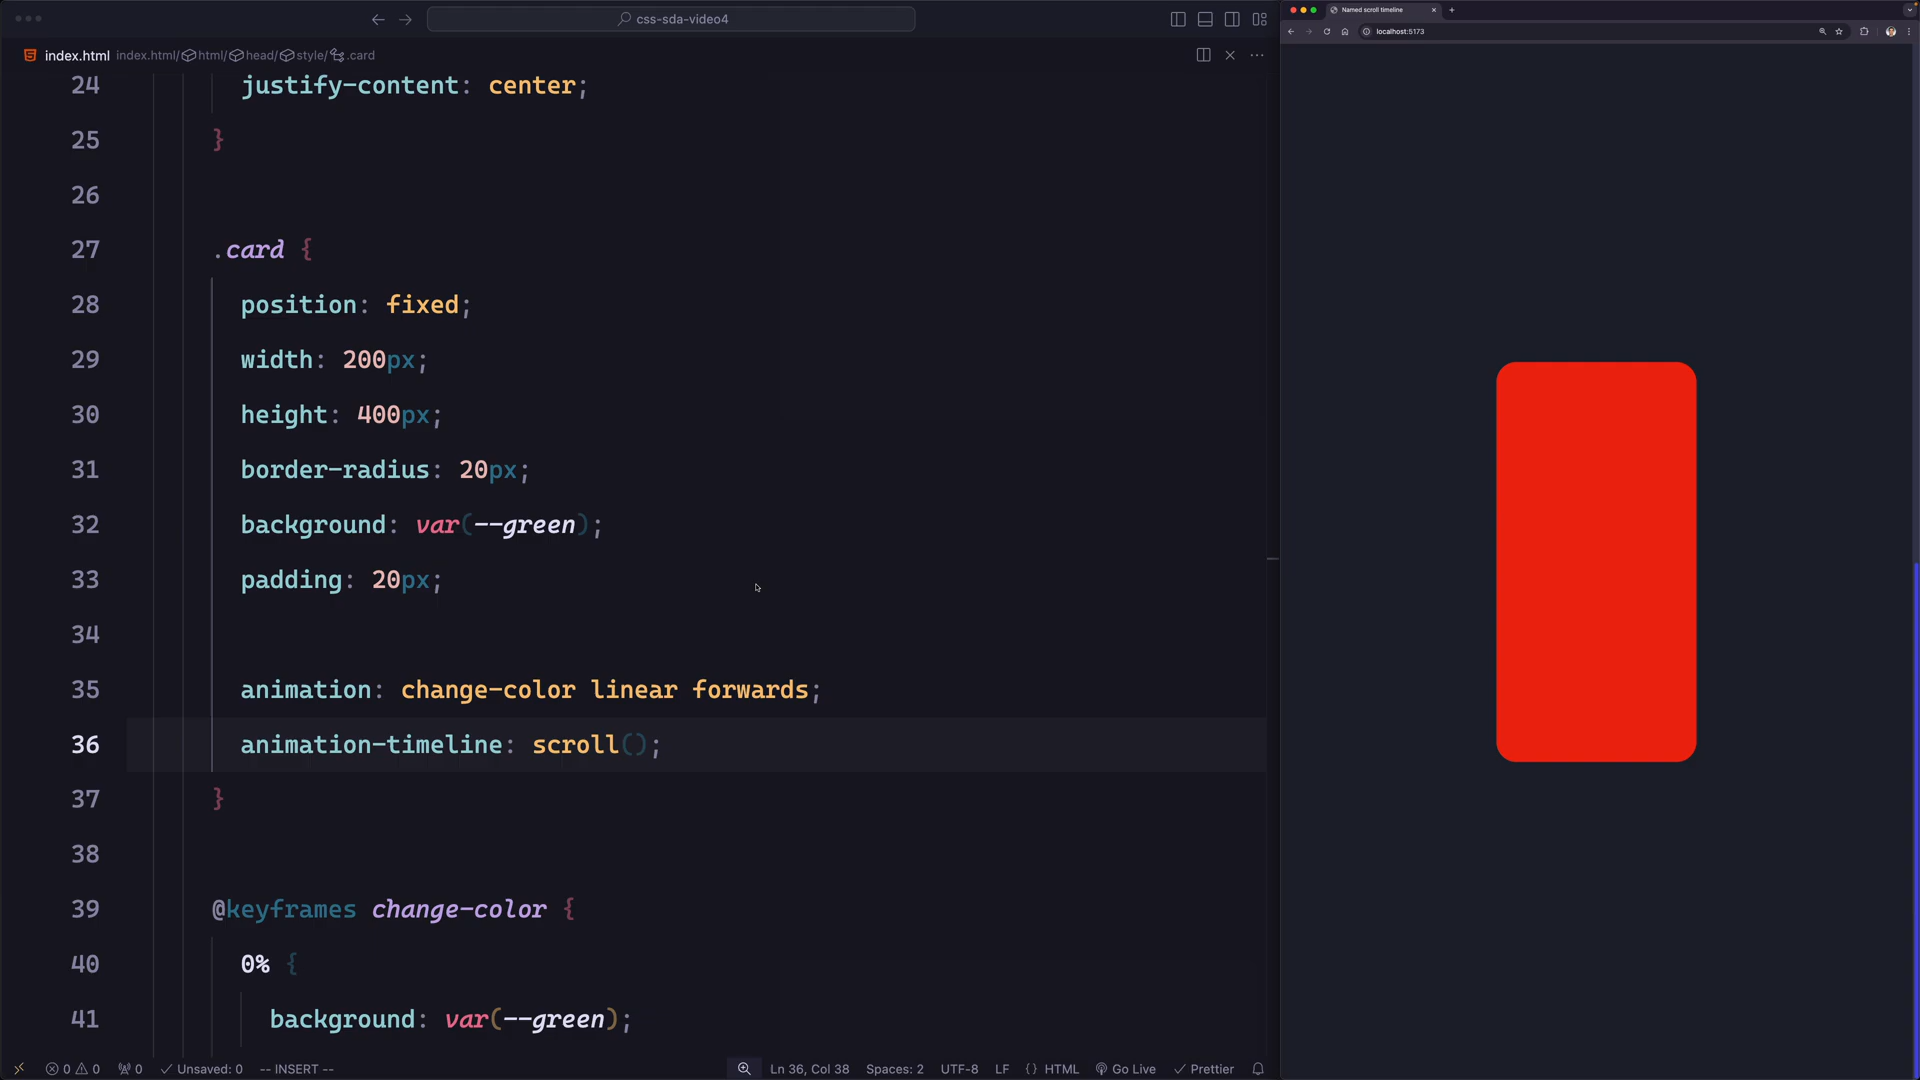 css-sda-video4
index.html index.html/html/head/style/.card
24 justify-content: center;
25 }
26
27 .card {
28 position: fixed;
29 width: 200px;
30 height: 400px;
31 border-radius: 20px;
32 background: var(--green);
33 padding: 20px;
34
35 animation: change-color linear forwards;
36 animation-timeline: scroll();
37 }
38
39 @keyframes change-color {
40 0% {
41 background: var(--green);
0 0 0 Unsaved: 0 -- INSERT -- Ln 36, Col 38 Spaces: 2 UTF-8 LF {} HTML Go Live Prettier
Named scroll timeline
localhost:5173